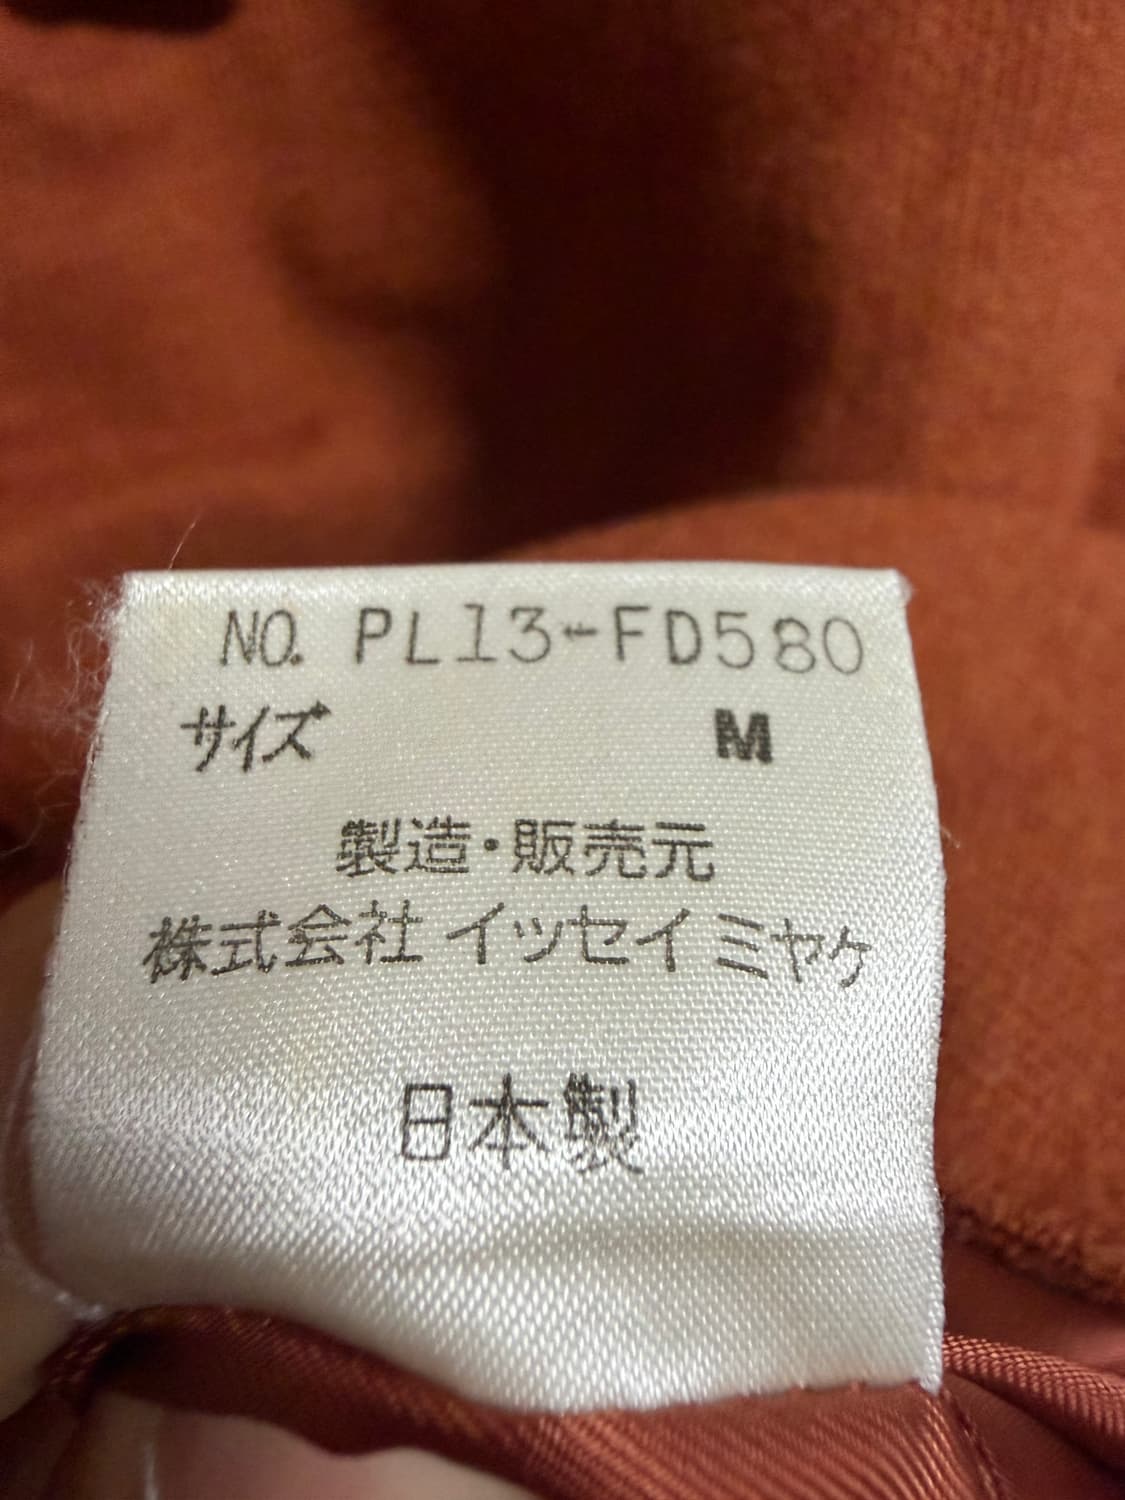 NO. PL13-FD580
サイズ M
製造・販売元
株式会社 イッセイ ミヤケ
日本製